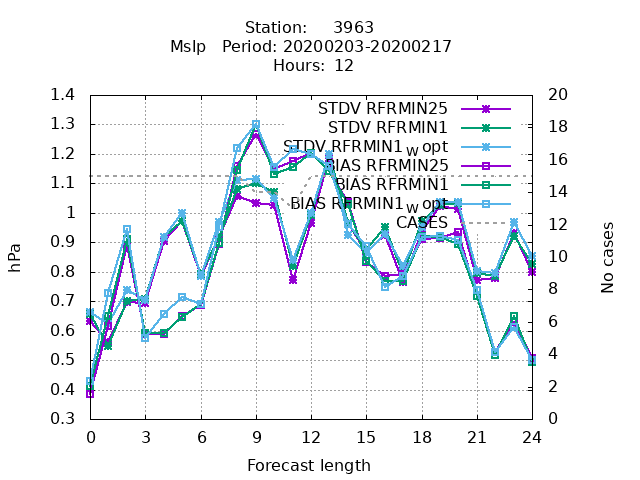 Station: 3963
Mslp Period: 20200203-20200217
Hours: 12
STDV RFRMIN25
STDV RFRMIN1
STDV RFRMIN1_w opt
BIAS RFRMIN25
BIAS RFRMIN1
BIAS RFRMIN1_w opt
CASES
hPa
1.4
1.3
1.2
1.1
1
0.9
0.8
0.7
0.6
0.5
0.4
0.3
No cases
20
18
16
14
12
10
8
6
4
2
0
0 3 6 9 12 15 18 21 24
Forecast length